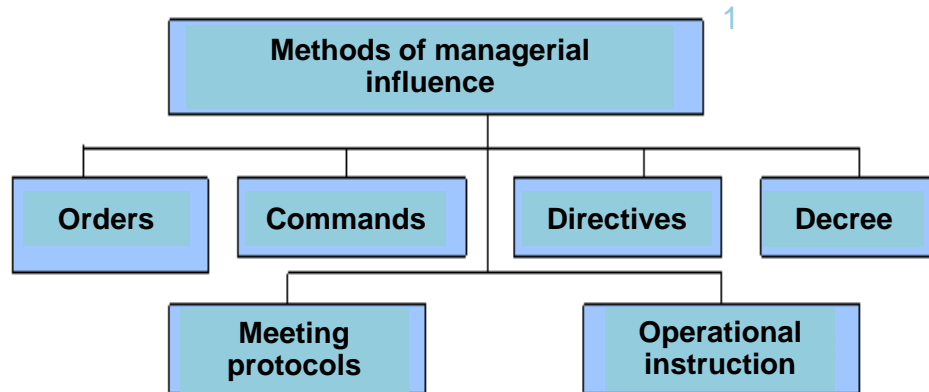 1
Methods of managerial
influence
Orders
Commands
Directives
Decree
Meeting
protocols
Operational
instruction